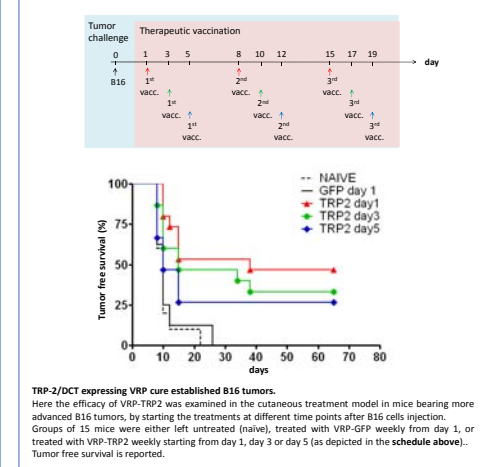 Tumor
challenge
Therapeutic vaccination
0 1 3 5 8 10 12 15 17 19
day
B16
1st 2nd 3rd
vacc. vacc. vacc.
1st 2nd 3rd
vacc. vacc. vacc.
1st 2nd 3rd
vacc. vacc. vacc.
NAIVE
GFP day 1
TRP2 day1
TRP2 day3
TRP2 day5
Tumor free survival (%)
100
75
50
25
0
0 10 20 30 40 50 60 70 80
days
TRP-2/DCT expressing VRP cure established B16 tumors.
Here the efficacy of VRP-TRP2 was examined in the cutaneous treatment model in mice bearing more
advanced B16 tumors, by starting the treatments at different time points after B16 cells injection.
Groups of 15 mice were either left untreated (naïve), treated with VRP-GFP weekly from day 1, or
treated with VRP-TRP2 weekly starting from day 1, day 3 or day 5 (as depicted in the schedule above)..
Tumor free survival is reported.